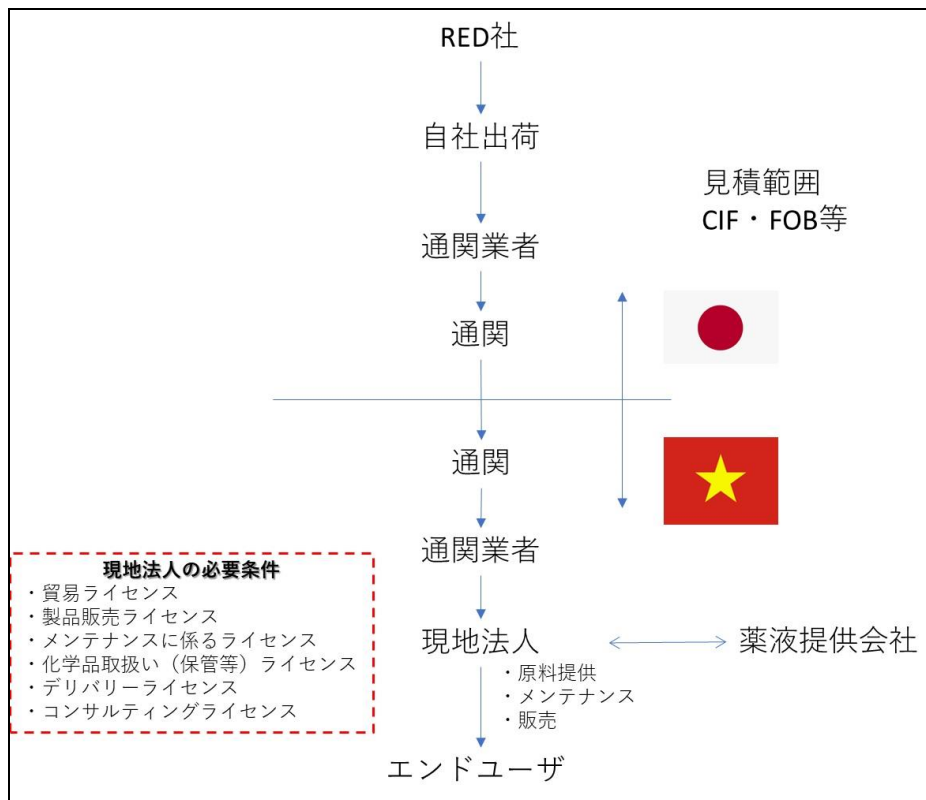 RED社
自社出荷
見積範囲
CIF・FOB等
通関業者
通関
通関
通関業者
現地法人の必要条件
・貿易ライセンス
・製品販売ライセンス
・メンテナンスに係るライセンス
・化学品取扱い（保管等）ライセンス
・デリバリーライセンス
・コンサルティングライセンス
現地法人
薬液提供会社
・原料提供
・メンテナンス
・販売
エンドユーザ